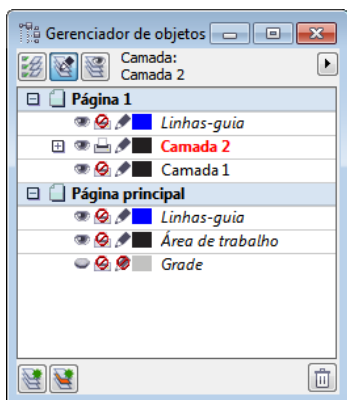 Gerenciador de objetos
Camada:
Camada 2
Página 1
Linhas-guia
Camada 2
Camada 1
Página principal
Linhas-guia
Área de trabalho
Grade